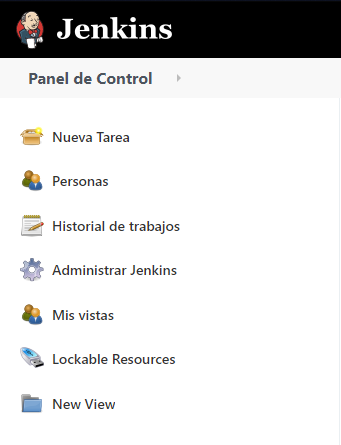 Jenkins
Panel de Control
Nueva Tarea
Personas
Historial de trabajos
Administrar Jenkins
Mis vistas
Lockable Resources
New View